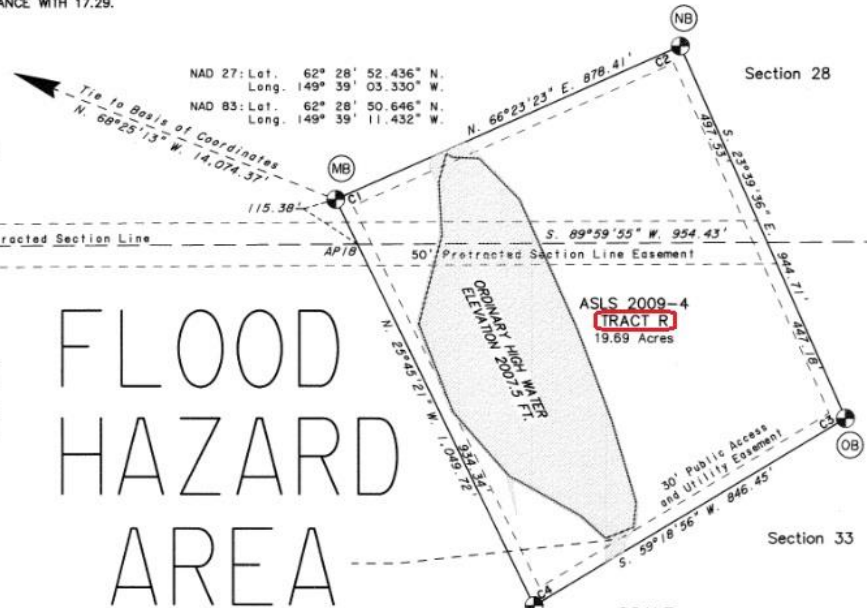 ANCE WITH 17.29.
NB
C2
Section 28
NAD 27: Lat. 62° 28' 52.436" N.
Long. 149° 39' 03.330" W.
NAD 83: Lat. 62° 28' 50.646" N.
Long. 149° 39' 11.432" W.
N. 66°23'23" E. 878.41'
Tie to Basis of Coordinates
N. 68°25'13" W. 14,074.37'
497.53'
S. 23°39'36" E.
944.71'
447.18'
MB
C1
115.38'
racted Section Line
AP18
S. 89°59'55" W. 954.43'
50' Protracted Section Line Easement
ORDINARY HIGH WATER
ELEVATION 2007.5 FT.
ASLS 2009-4
TRACT R
19.69 Acres
N. 25°45'21" W. 1,049.72'
934.34'
FLOOD
HAZARD
AREA
C3
OB
30' Public Access
and Utility Easement
S. 59°18'56" W. 846.45'
Section 33
C4